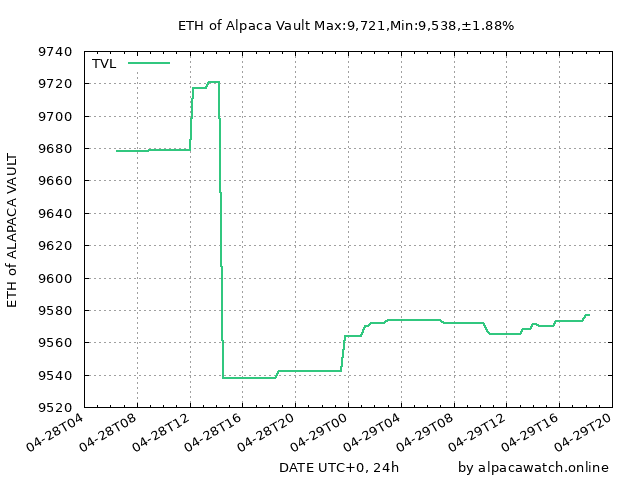 ETH of Alpaca Vault Max:9,721,Min:9,538,±1.88%
TVL
9740
9720
9700
9680
9660
9640
9620
9600
9580
9560
9540
9520
ETH of ALAPACA VAULT
04-28T04
04-28T08
04-28T12
04-28T16
04-28T20
04-29T00
04-29T04
04-29T08
04-29T12
04-29T16
04-29T20
DATE UTC+0, 24h
by alpacawatch.online